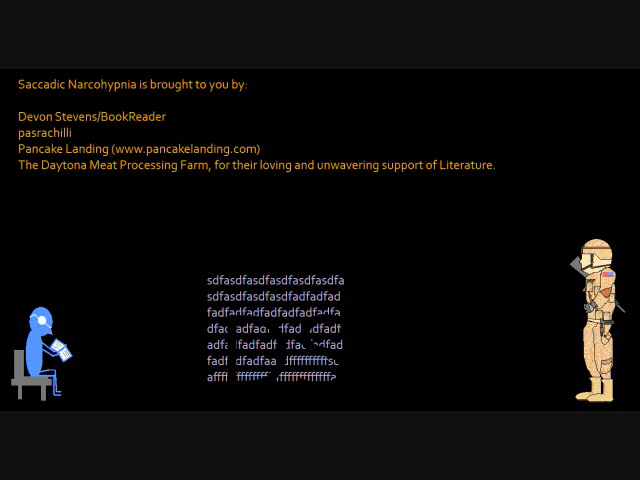 Saccadic Narcohypnia is brought to you by:
Devon Stevens/BookReader
pasrachilli
Pancake Landing (www.pancakelanding.com)
The Daytona Meat Processing Farm, for their loving and unwavering support of Literature.
sdfasdfasdfasdfasdfasdfa
sdfasdfasdfasdfadfadfad